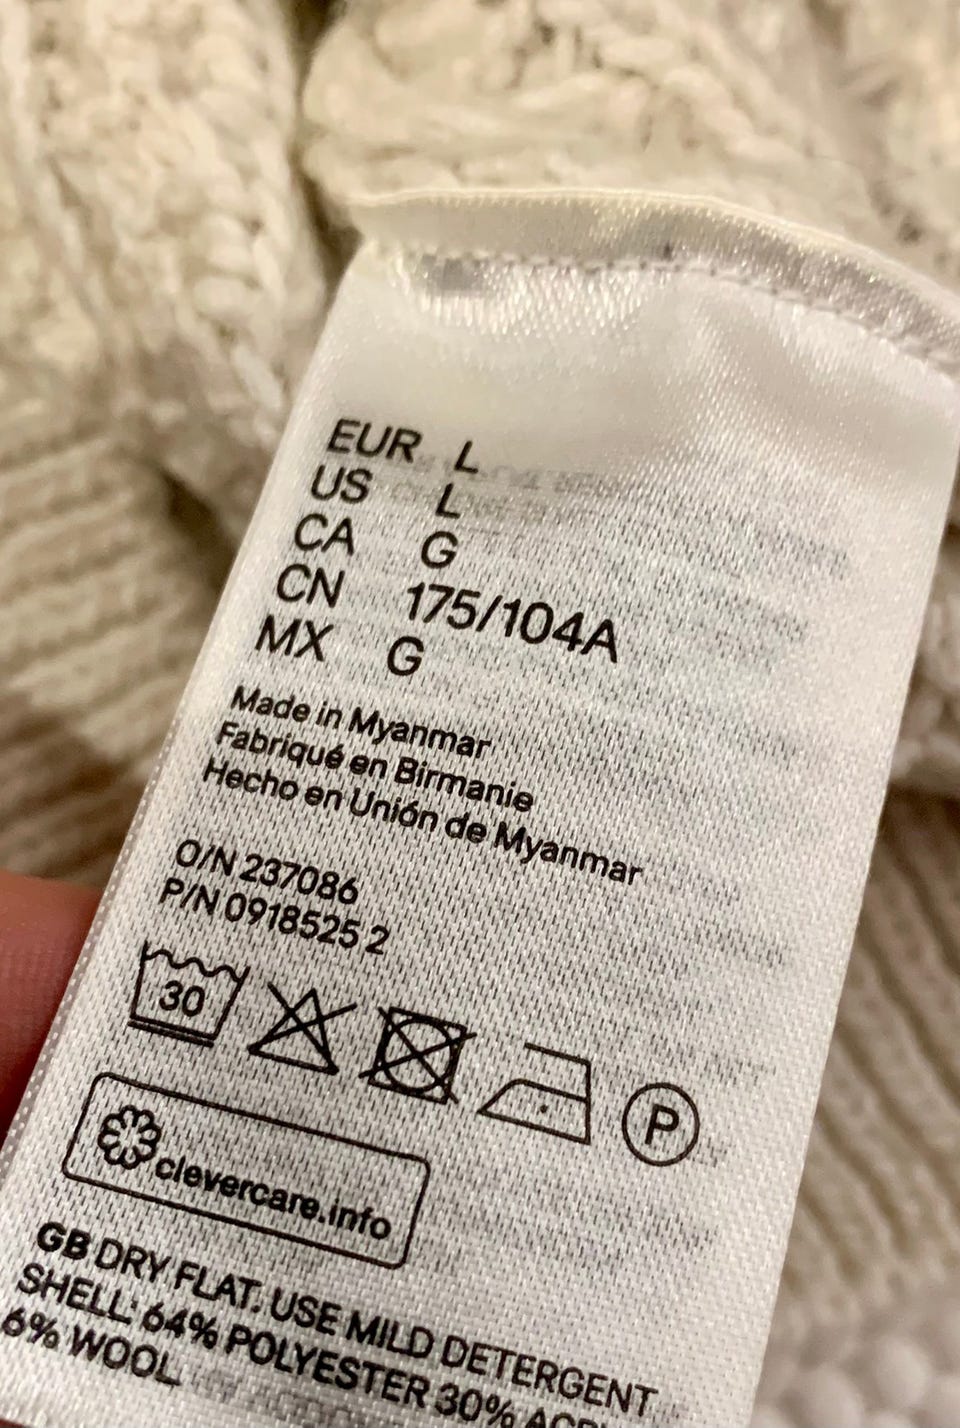 EUR L
US L
CA G
CN 175/104A
MX G
Made in Myanmar
Fabriqué en Birmanie
Hecho en Unión de Myanmar
O/N 237086
P/N 0918525 2
30
P
clevercare.info
GB DRY FLAT. USE MILD DETERGENT
SHELL: 64% POLYESTER 30%
6% WOOL